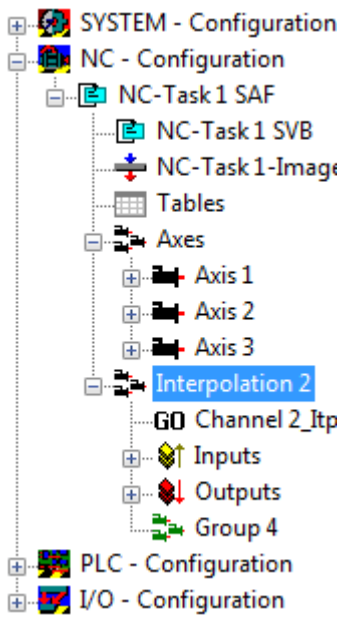 SYSTEM - Configuration
NC - Configuration
NC-Task 1 SAF
NC-Task 1 SVB
NC-Task 1-Image
Tables
Axes
Axis 1
Axis 2
Axis 3
Interpolation 2
GO Channel 2_Itp
Inputs
Outputs
Group 4
PLC - Configuration
I/O - Configuration